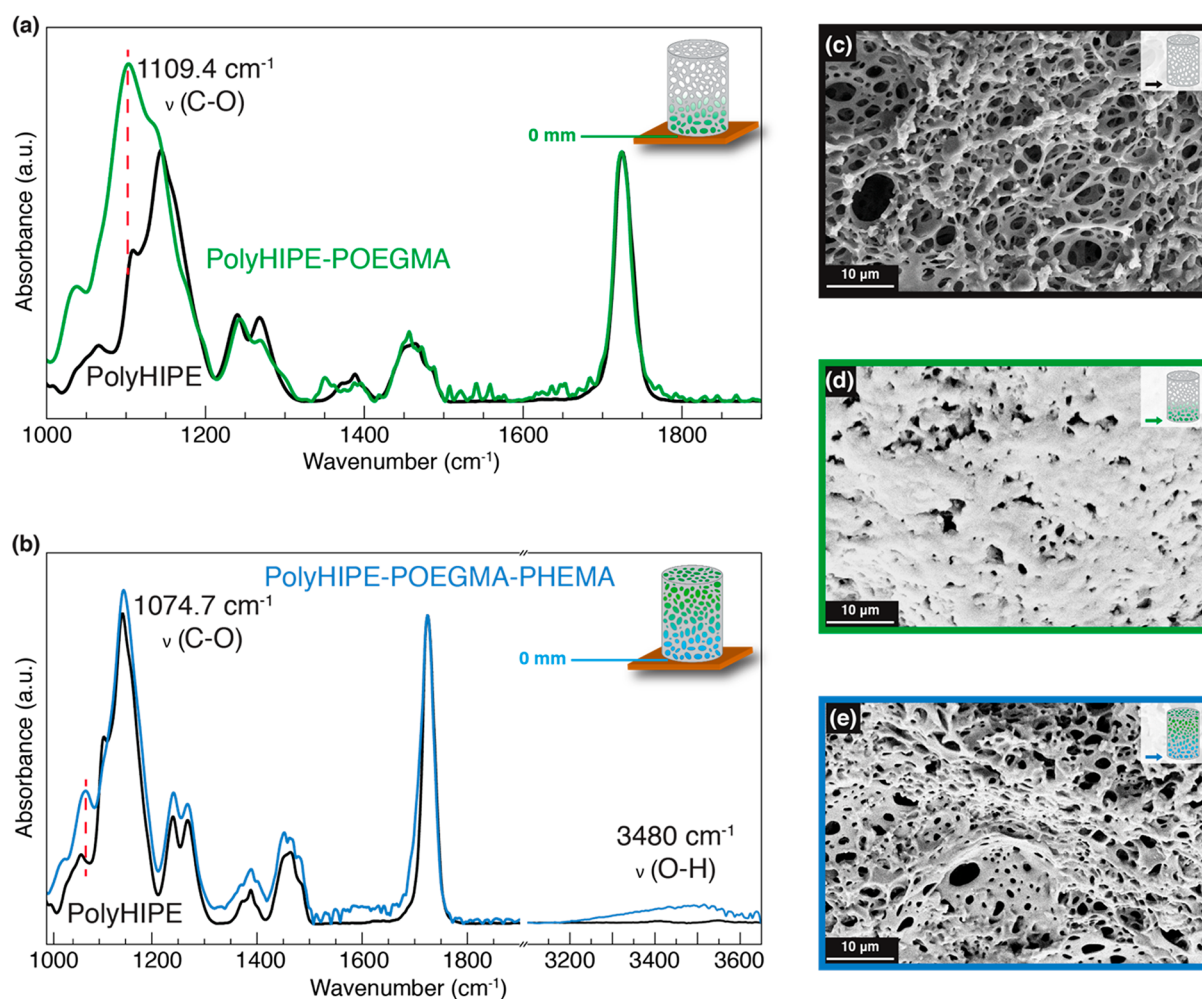 (a)
1109.4 cm⁻¹
ν (C-O)
0 mm
PolyHIPE-POEGMA
PolyHIPE
Absorbance (a.u.)
1000 1200 1400 1600 1800
Wavenumber (cm⁻¹)
(b)
PolyHIPE-POEGMA-PHEMA
1074.7 cm⁻¹
ν (C-O)
0 mm
3480 cm⁻¹
ν (O-H)
PolyHIPE
Absorbance (a.u.)
1000 1200 1400 1600 1800 3200 3400 3600
Wavenumber (cm⁻¹)
(c)
10 µm
(d)
10 µm
(e)
10 µm